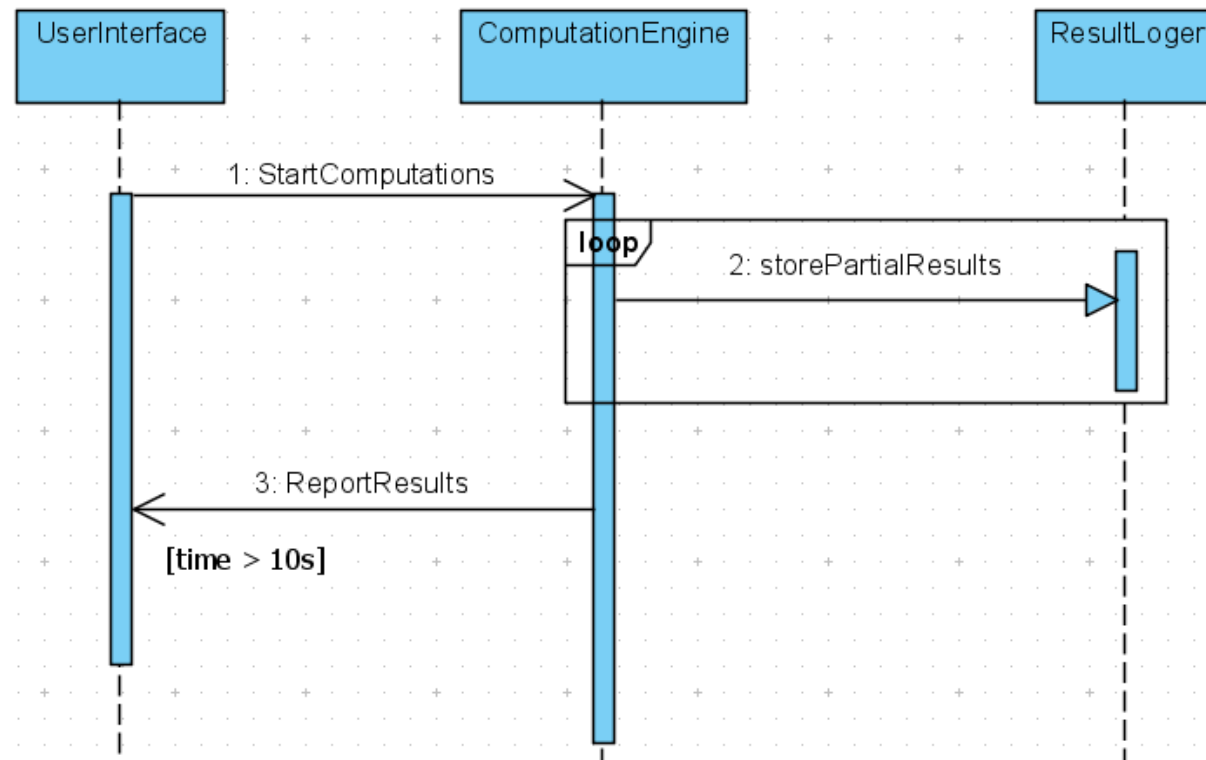 UserInterface
ComputationEngine
ResultLoger
1: StartComputations
loop
2: storePartialResults
3: ReportResults
[time > 10s]